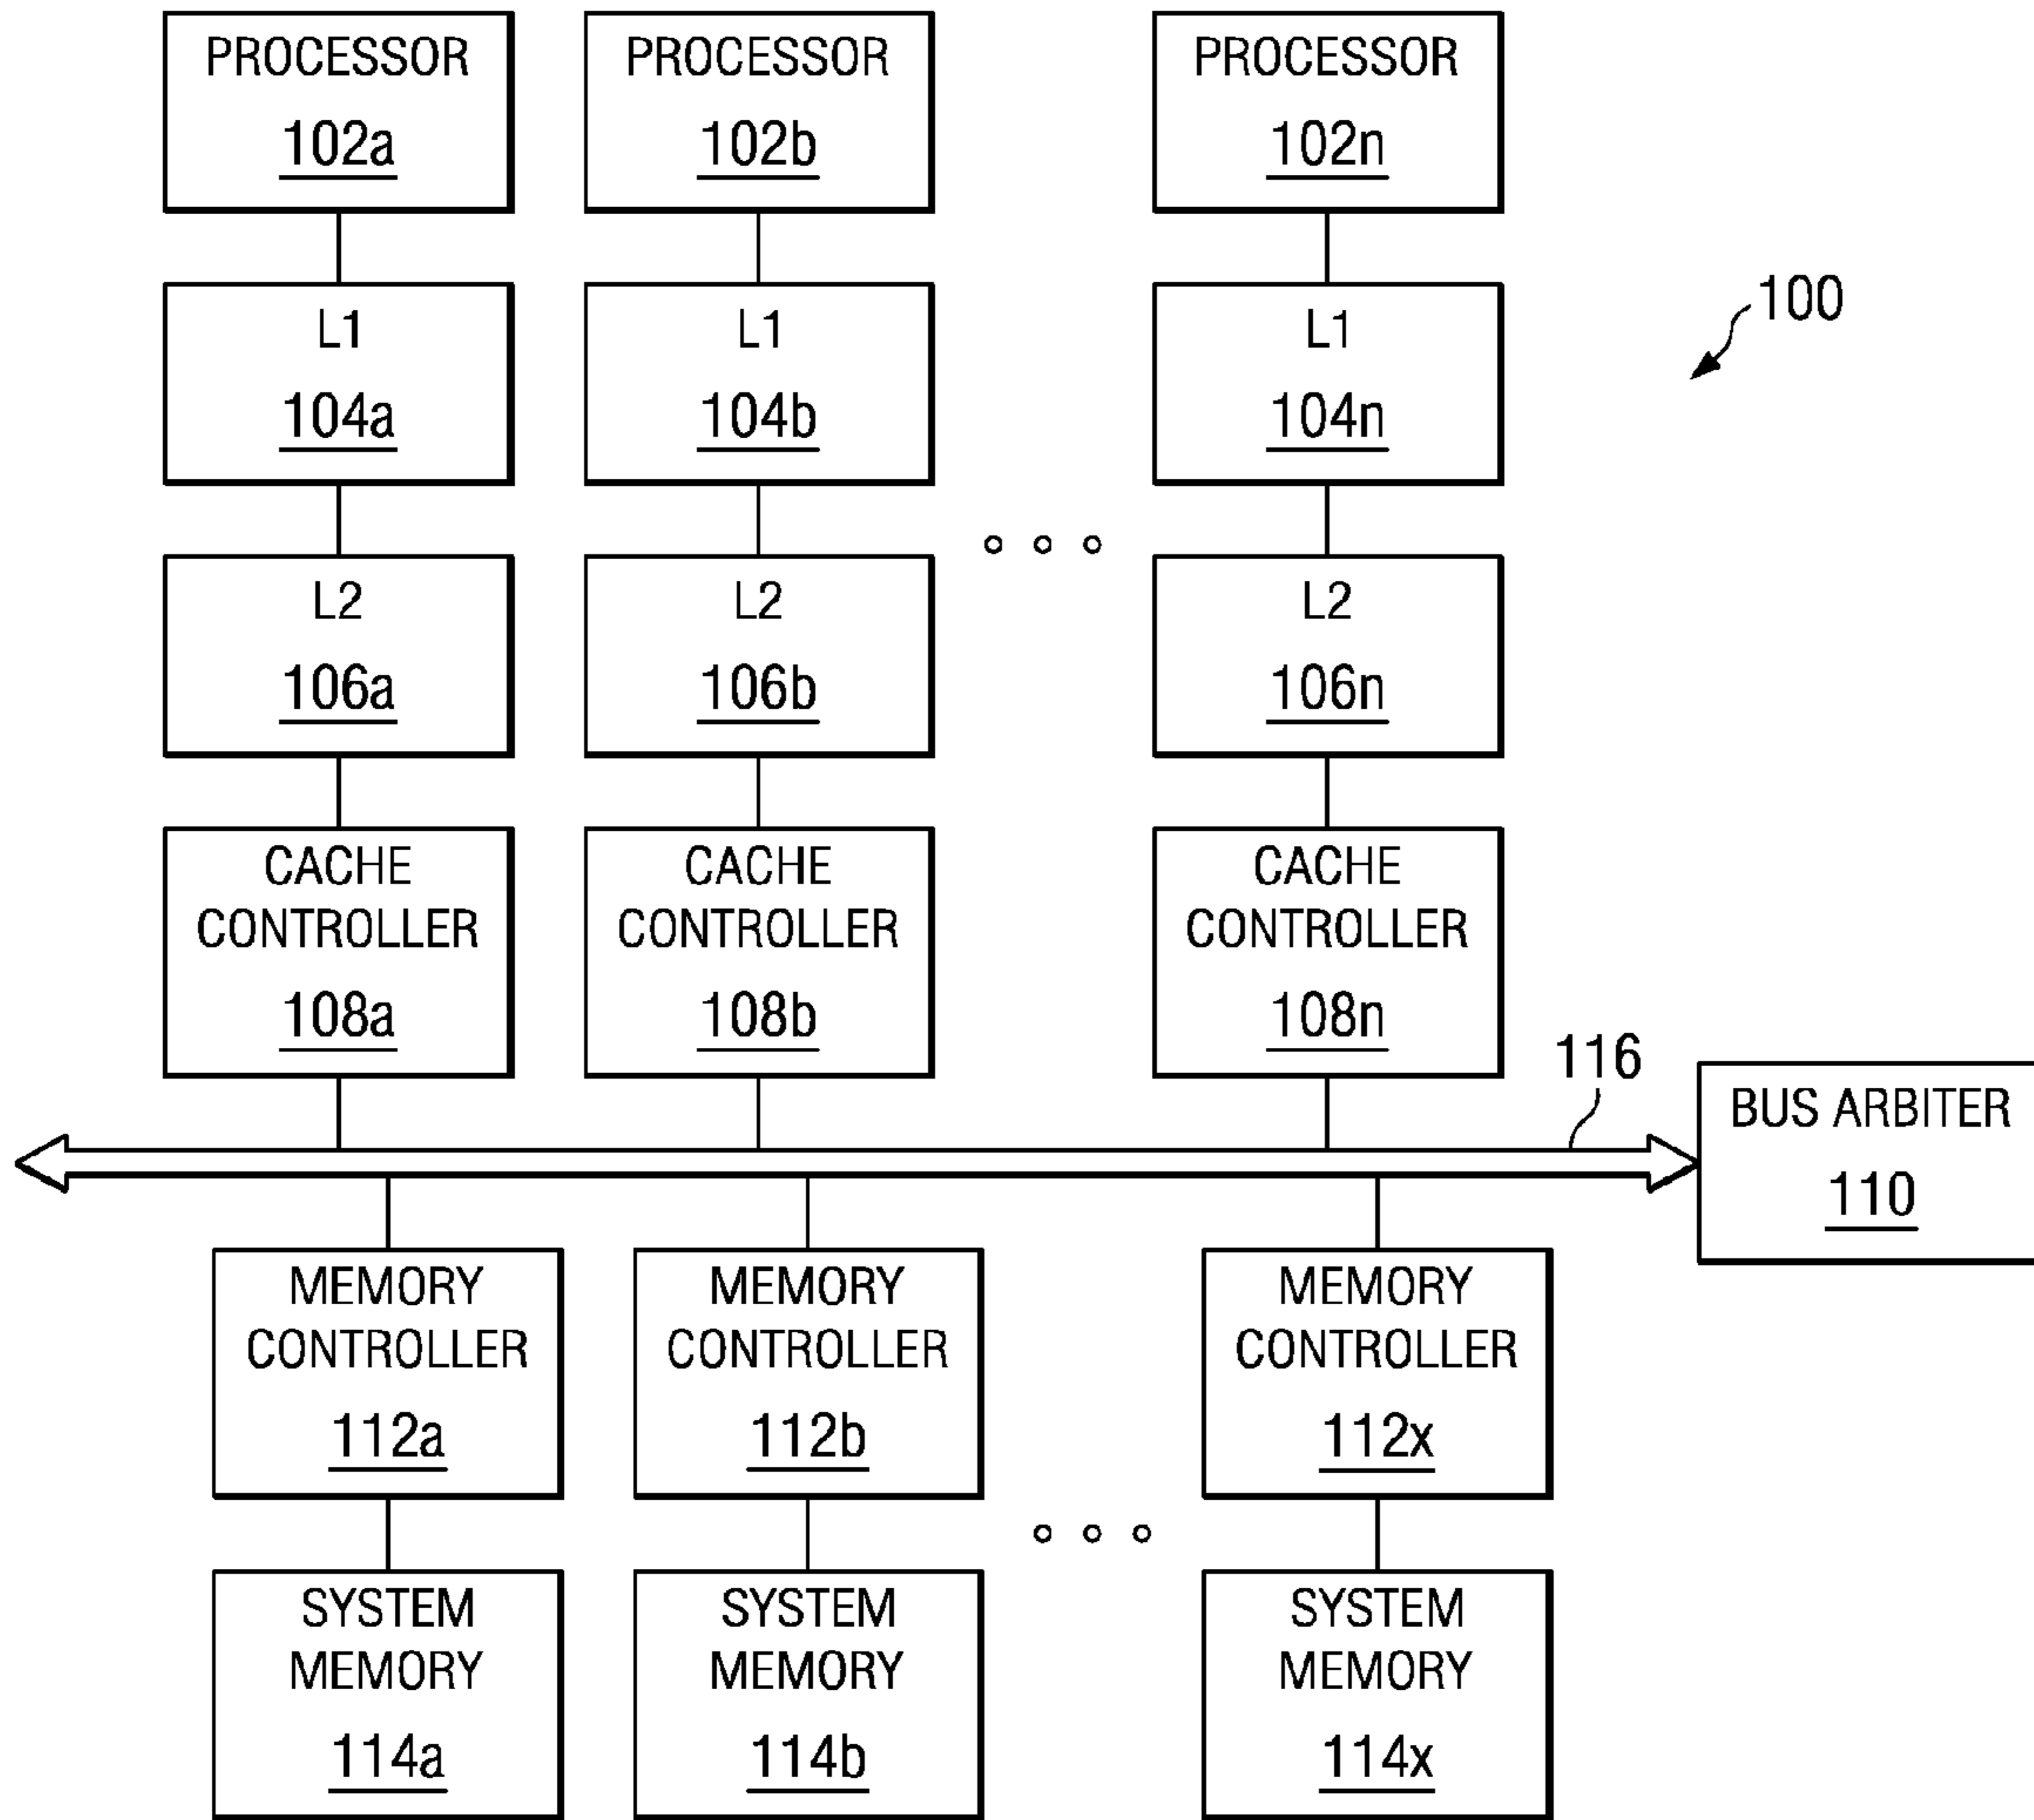 PROCESSOR
102a
PROCESSOR
102b
PROCESSOR
102n
L1
104a
L1
104b
L1
104n
100
L2
106a
L2
106b
L2
106n
CACHE
CONTROLLER
108a
CACHE
CONTROLLER
108b
CACHE
CONTROLLER
108n
116
BUS ARBITER
110
MEMORY
CONTROLLER
112a
MEMORY
CONTROLLER
112b
MEMORY
CONTROLLER
112x
SYSTEM
MEMORY
114a
SYSTEM
MEMORY
114b
SYSTEM
MEMORY
114x